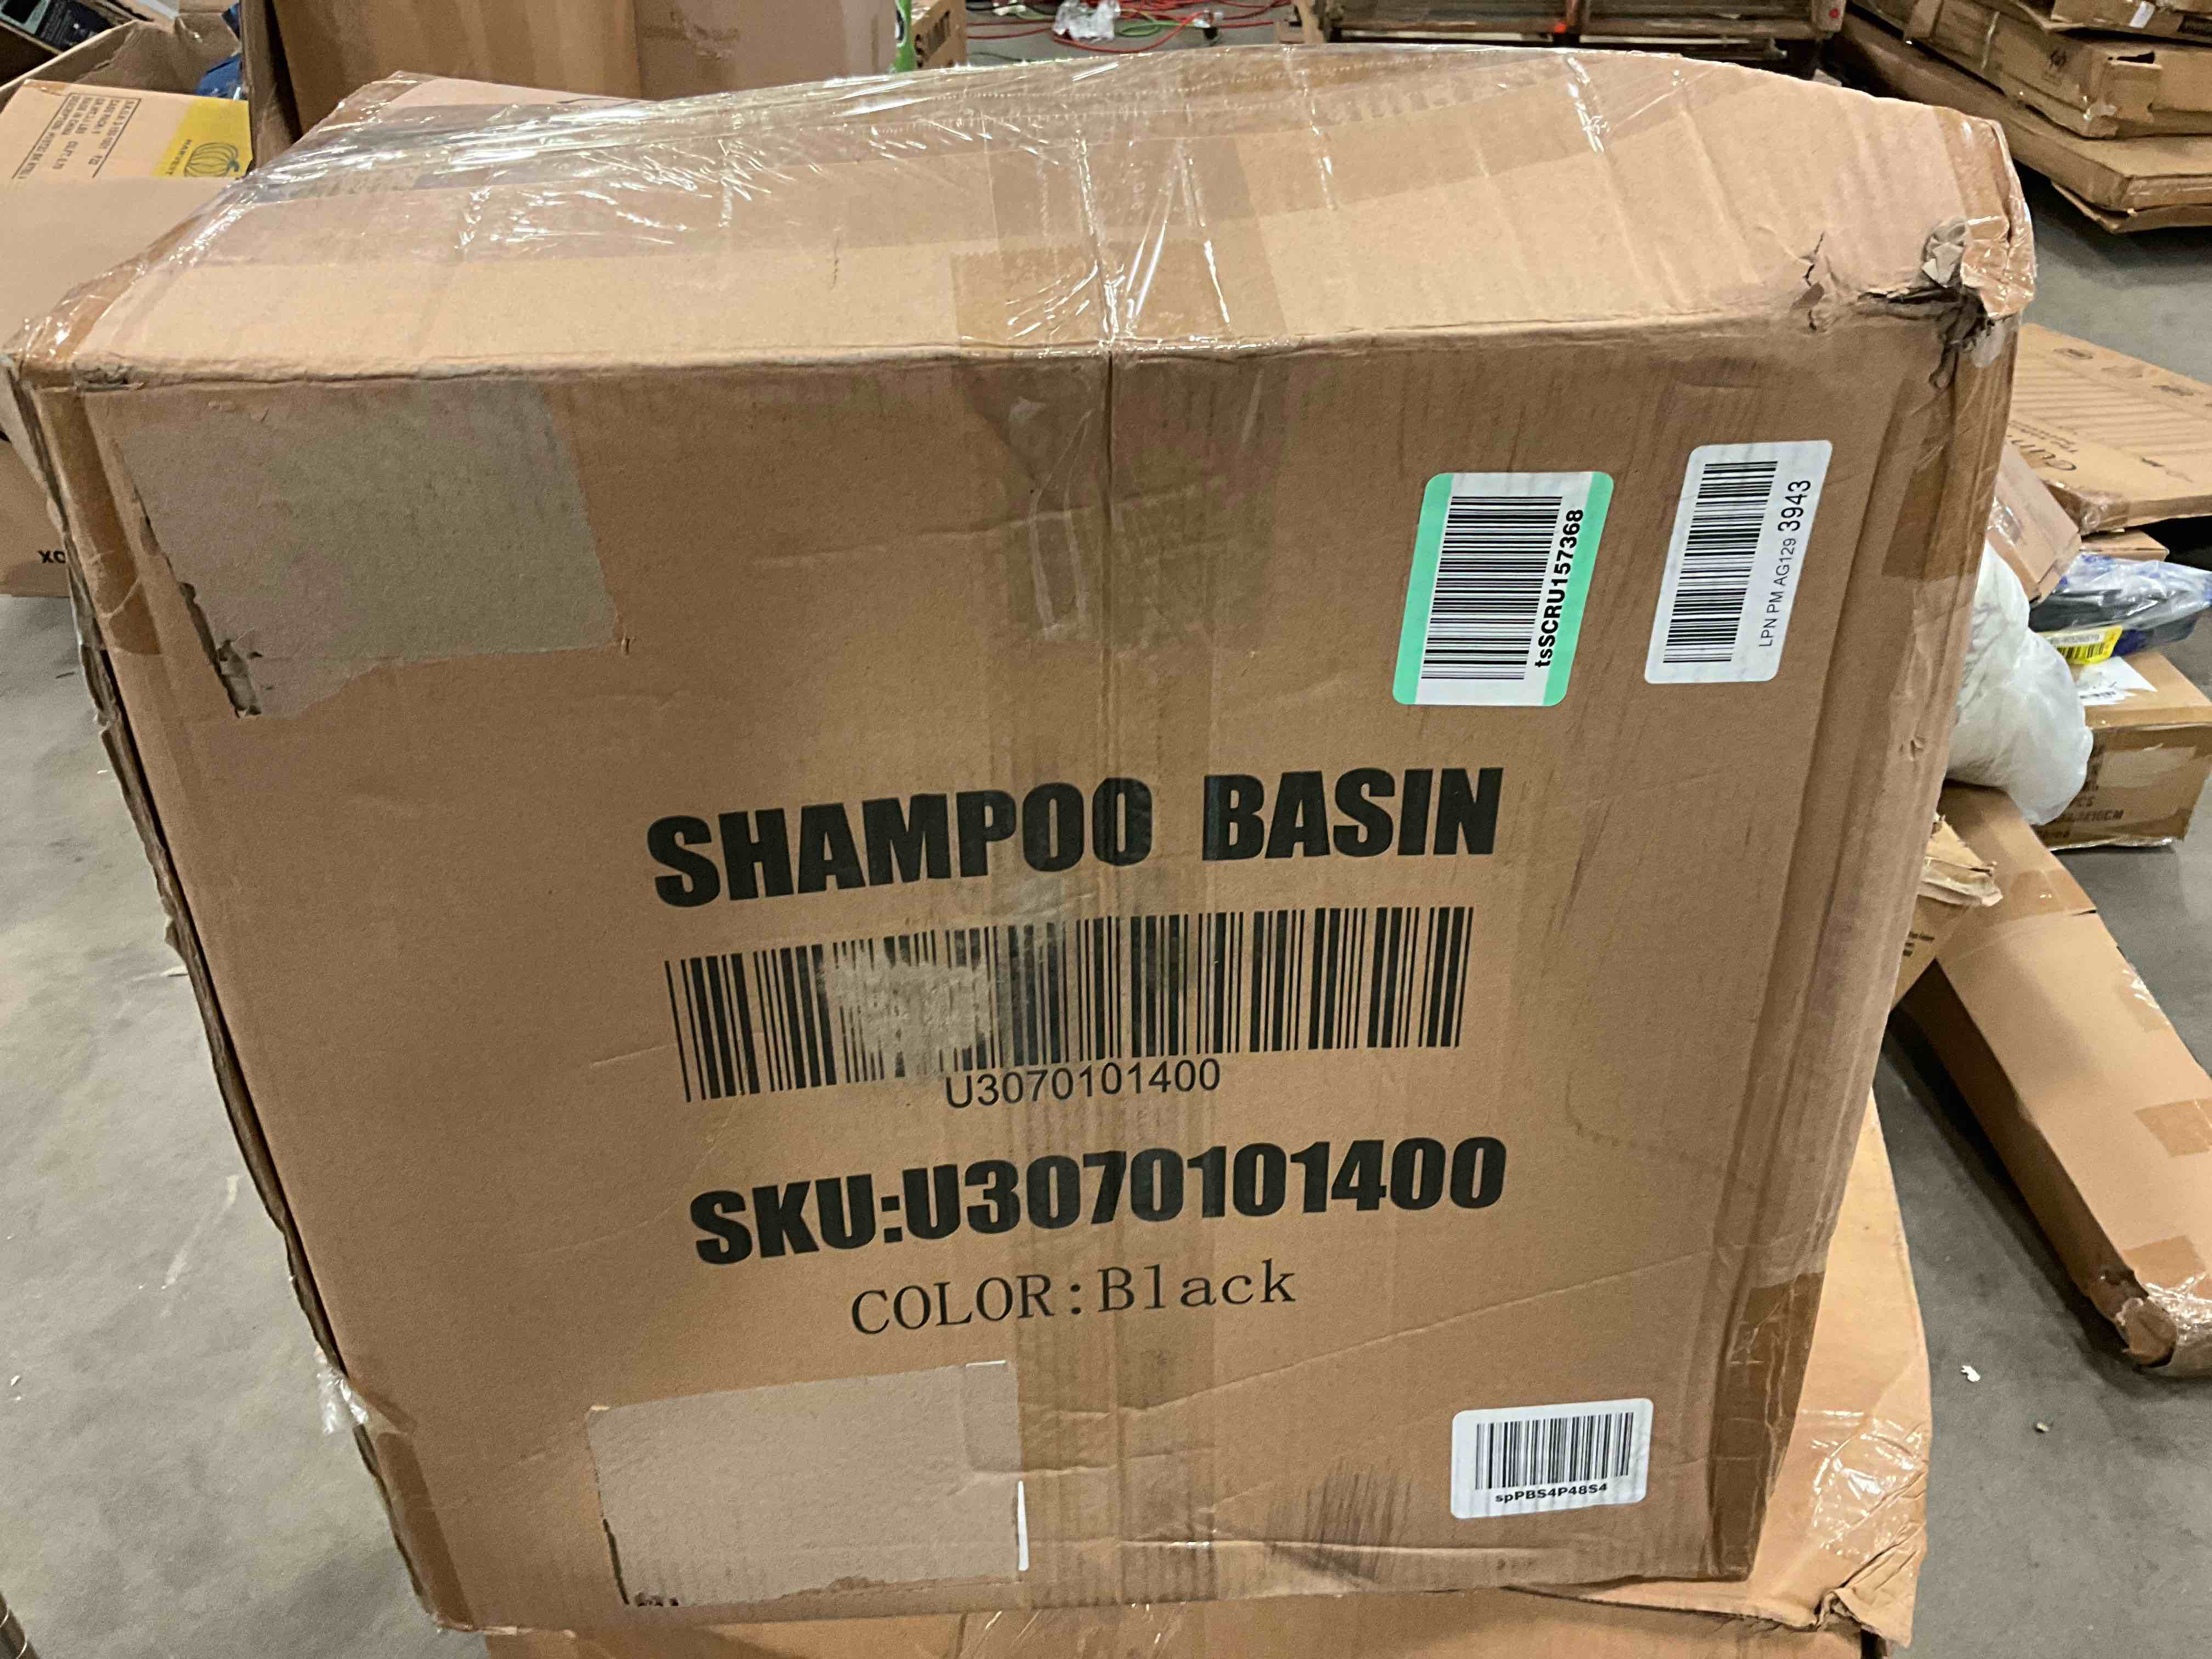 tsSCRU157368
LPN PM AG129 3943
SHAMPOO BASIN
U3070101400
SKU:U3070101400
COLOR:Black
spPBS4P48S4